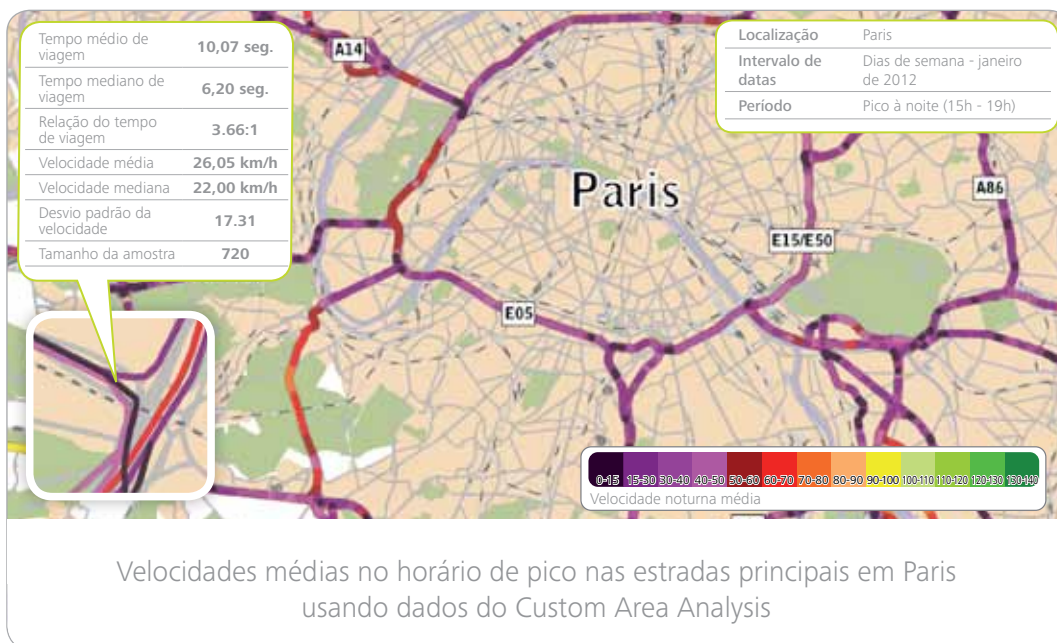 Tempo médio de
viagem
10,07 seg.
Tempo mediano de
viagem
6,20 seg.
Relação do tempo
de viagem
3.66:1
Velocidade média
26,05 km/h
Velocidade mediana
22,00 km/h
Desvio padrão da
velocidade
17.31
Tamanho da amostra
720
Localização
Paris
Intervalo de
datas
Dias de semana - janeiro
de 2012
Período
Pico à noite (15h - 19h)
A14
Paris
A86
E15/E50
E05
0-15 15-30 30-40 40-50 50-60 60-70 70-80 80-90 90-100 100-110 110-120 120-130 130-140
Velocidade noturna média
Velocidades médias no horário de pico nas estradas principais em Paris
usando dados do Custom Area Analysis